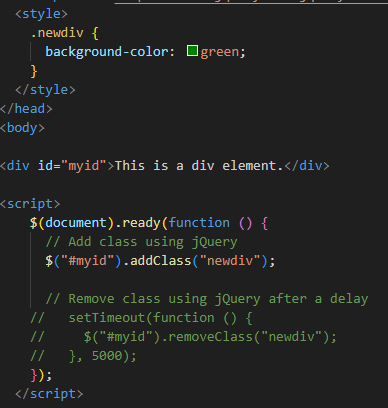 <style>
.newdiv {
background-color: green;
}
</style>
</head>
<body>
<div id="myid">This is a div element.</div>
<script>
$(document).ready(function () {
// Add class using jQuery
$("#myid").addClass("newdiv");
// Remove class using jQuery after a delay
// setTimeout(function () {
// $("#myid").removeClass("newdiv");
// }, 5000);
});
</script>